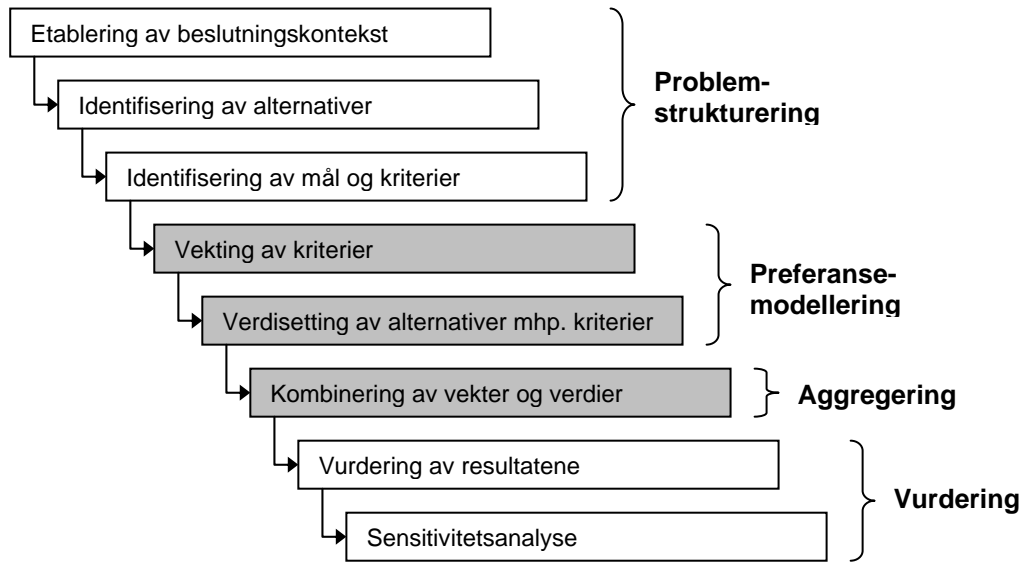 Etablering av beslutningskontekst
Identifisering av alternativer
Problem-
strukturering
Identifisering av mål og kriterier
Vekting av kriterier
Preferanse-
modellering
Verdisetting av alternativer mhp. kriterier
Kombinering av vekter og verdier
Aggregering
Vurdering av resultatene
Vurdering
Sensitivitetsanalyse